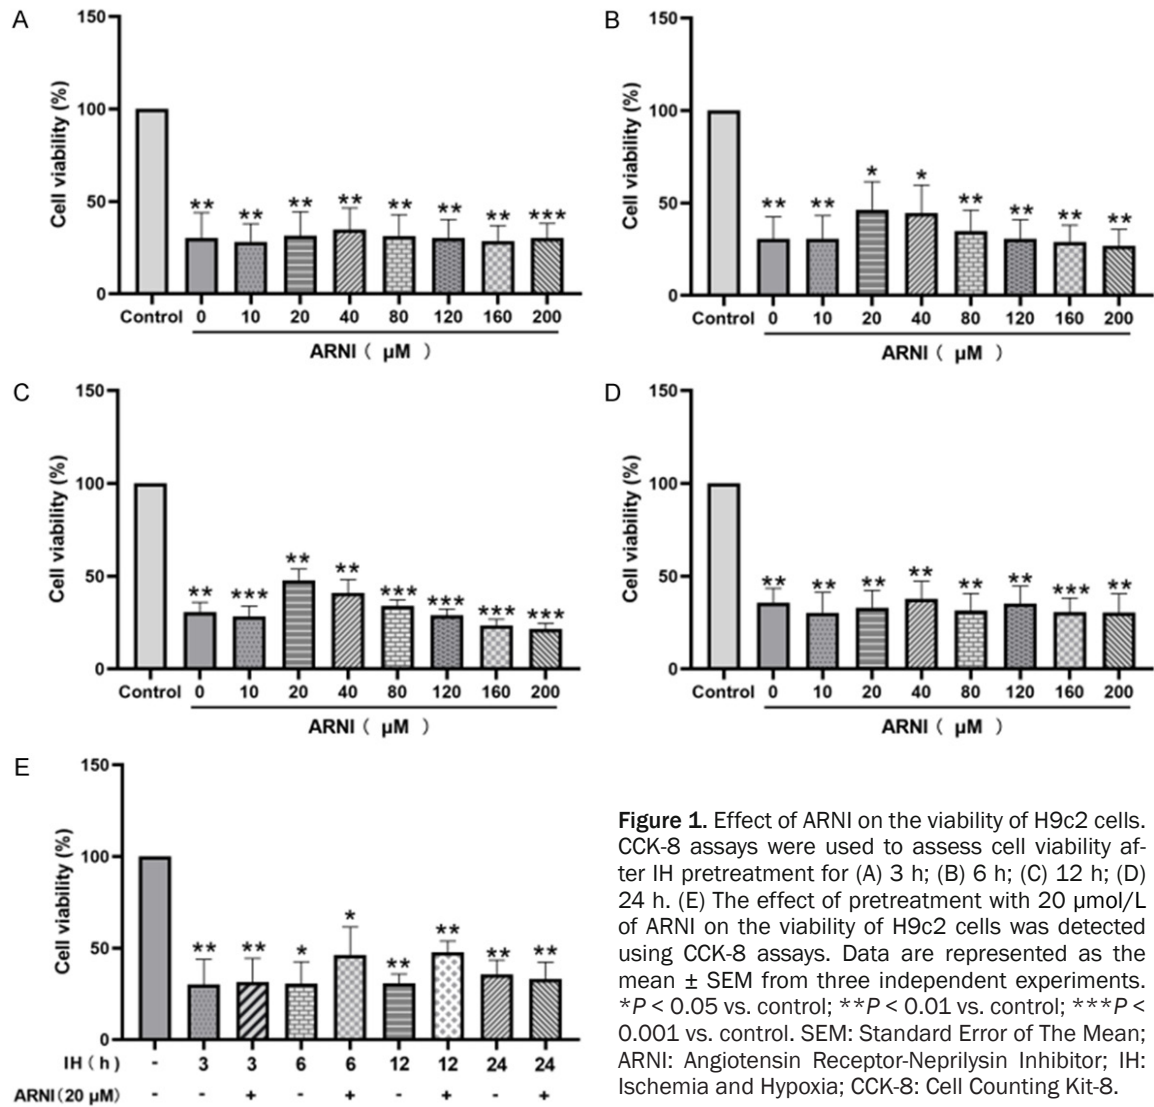 A
150
100
50
0
Cell viability (%)
** ** ** ** ** ** ** ***
Control 0 10 20 40 80 120 160 200
ARNI ( μM )
B
150
100
50
0
Cell viability (%)
** ** * * ** ** ** **
Control 0 10 20 40 80 120 160 200
ARNI ( μM )
C
150
100
50
0
Cell viability (%)
** *** ** ** *** *** *** ***
Control 0 10 20 40 80 120 160 200
ARNI ( μM )
D
150
100
50
0
Cell viability (%)
** ** ** ** ** ** *** **
Control 0 10 20 40 80 120 160 200
ARNI ( μM )
E
150
100
50
0
Cell viability (%)
** ** * * ** ** ** **
IH ( h ) - 3 3 6 6 12 12 24 24
ARNI(20 μM) - - + - + - + - +
Figure 1. Effect of ARNI on the viability of H9c2 cells.
CCK-8 assays were used to assess cell viability af-
ter IH pretreatment for (A) 3 h; (B) 6 h; (C) 12 h; (D)
24 h. (E) The effect of pretreatment with 20 μmol/L
of ARNI on the viability of H9c2 cells was detected
using CCK-8 assays. Data are represented as the
mean ± SEM from three independent experiments.
*P < 0.05 vs. control; **P < 0.01 vs. control; ***P <
0.001 vs. control. SEM: Standard Error of The Mean;
ARNI: Angiotensin Receptor-Neprilysin Inhibitor; IH:
Ischemia and Hypoxia; CCK-8: Cell Counting Kit-8.